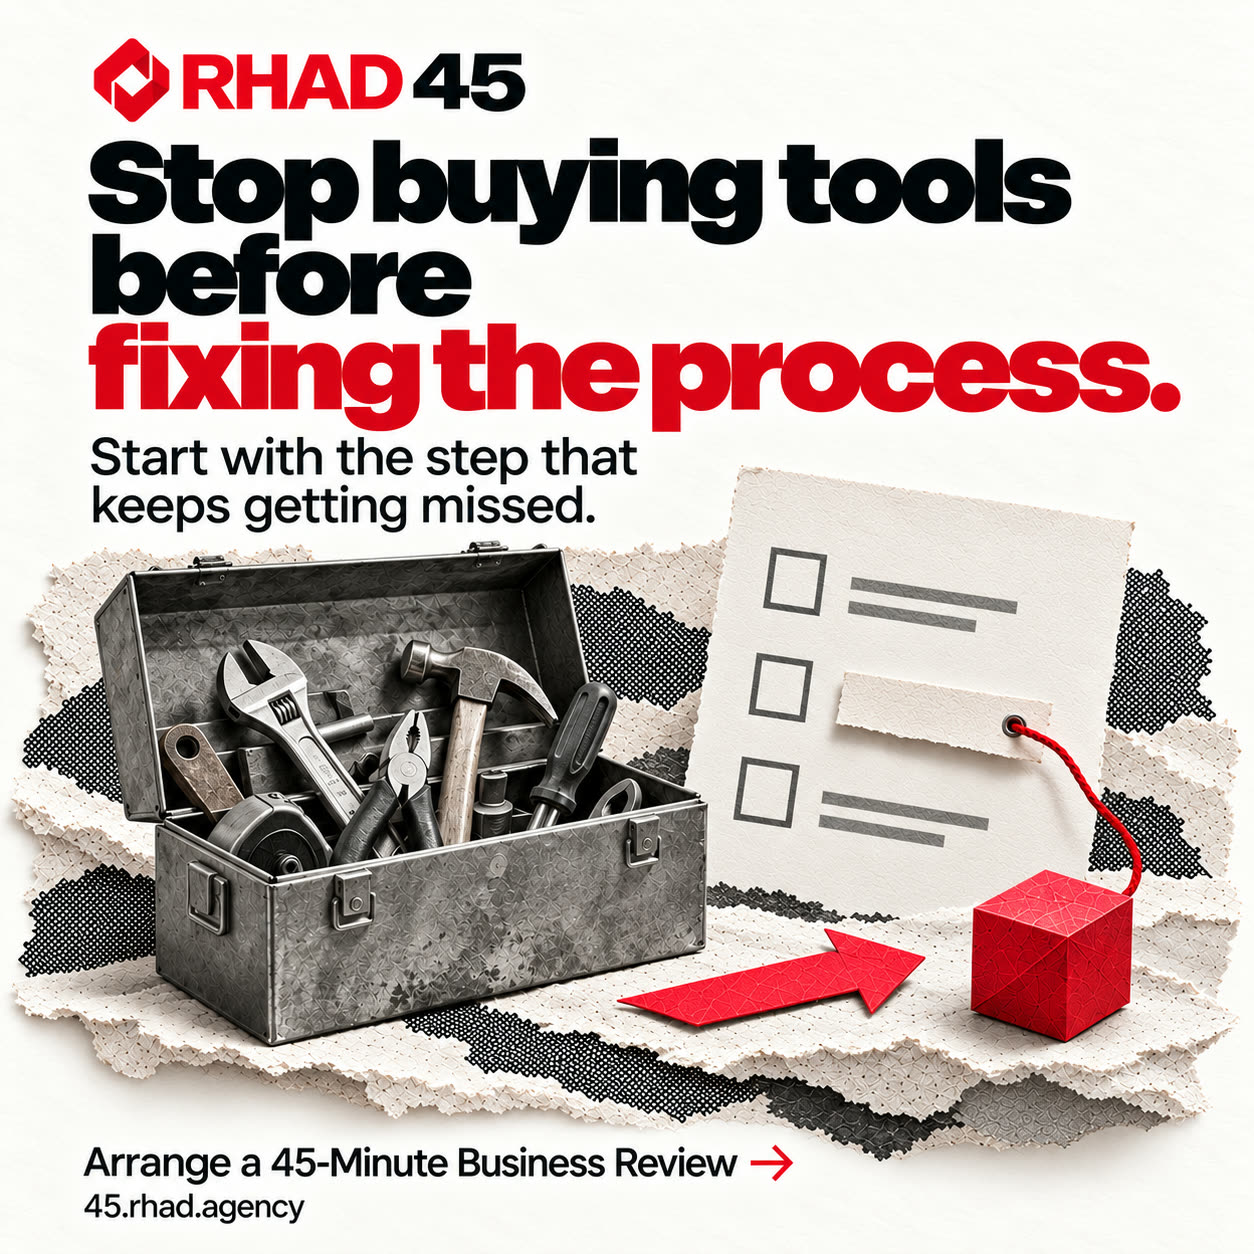 RHAD 45
Stop buying tools
before
fixing the process.
Start with the step that
keeps getting missed.
Arrange a 45-Minute Business Review →
45.rhad.agency